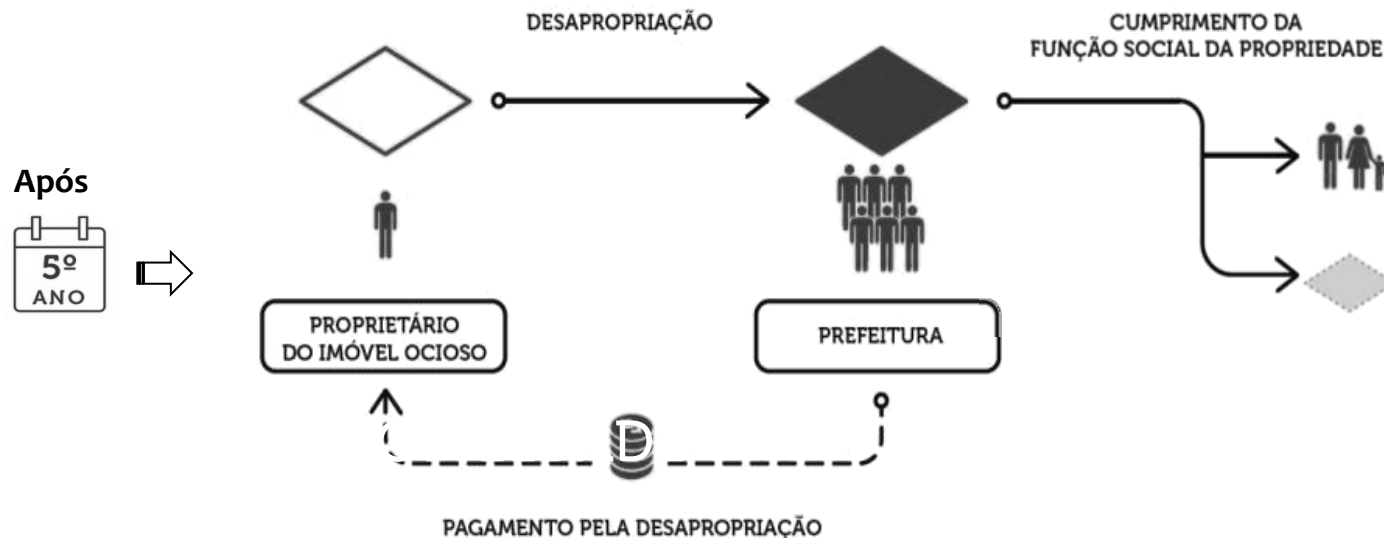 DESAPROPRIAÇÃO
CUMPRIMENTO DA
FUNÇÃO SOCIAL DA PROPRIEDADE
Após
5º
ANO
PROPRIETÁRIO
DO IMÓVEL OCIOSO
PREFEITURA
D
PAGAMENTO PELA DESAPROPRIAÇÃO